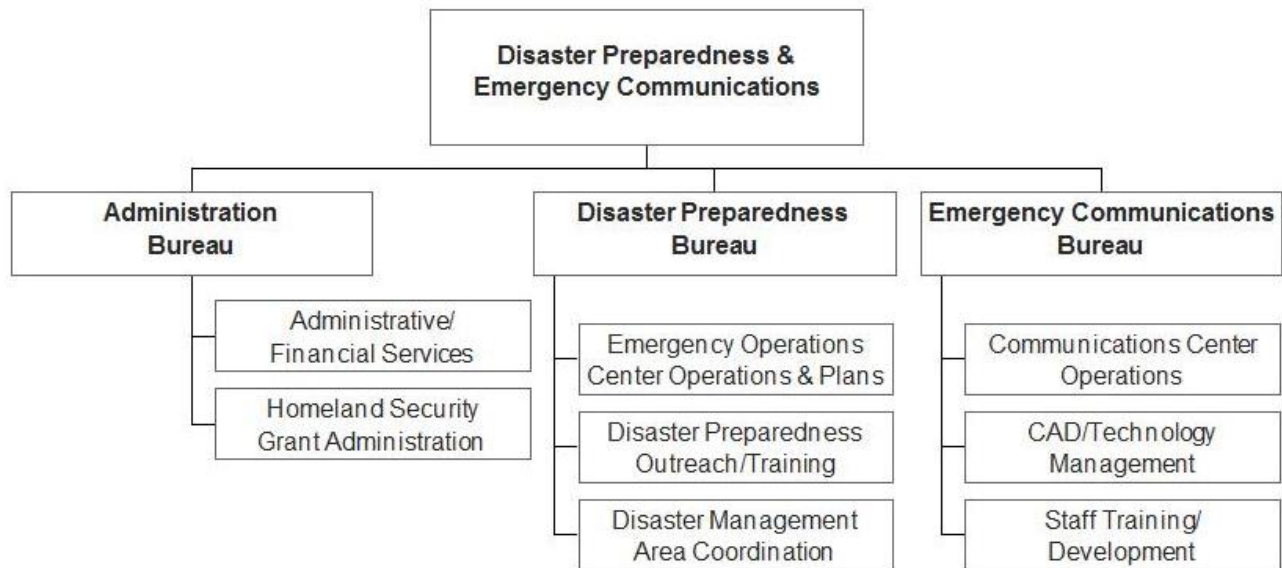 Disaster Preparedness &
Emergency Communications
Administration
Bureau
Administrative/
Financial Services
Homeland Security
Grant Administration
Disaster Preparedness
Bureau
Emergency Operations
Center Operations & Plans
Disaster Preparedness
Outreach/Training
Disaster Management
Area Coordination
Emergency Communications
Bureau
Communications Center
Operations
CAD/Technology
Management
Staff Training/
Development